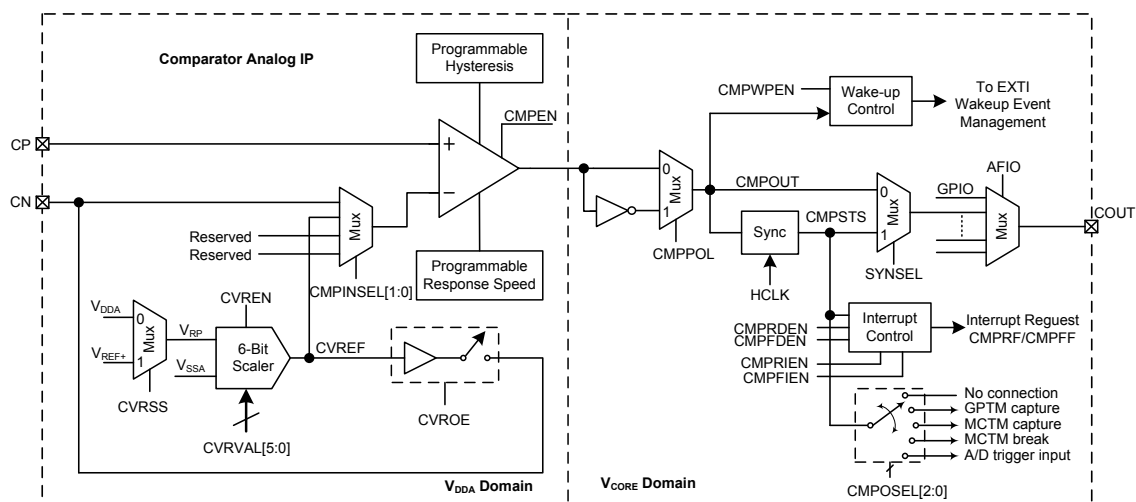 Comparator Analog IP
Programmable
Hysteresis
CMPEN
CP
+
−
CN
Mux
Reserved
Reserved
CMPINSEL[1:0]
Programmable
Response Speed
VDDA
0
Mux
VREF+
1
CVRSS
VRP
VSSA
CVREN
6-Bit
Scaler
CVRVAL[5:0]
CVREF
CVROE
VDDA Domain
VCORE Domain
CMPWPEN
Wake-up
Control
To EXTI
Wakeup Event
Management
0
1
Mux
CMPPOL
CMPOUT
Sync
HCLK
CMPSTS
0
1
Mux
SYNSEL
AFIO
GPIO
Mux
COUT
CMPRDEN
CMPFDEN
CMPRIEN
CMPFIEN
Interrupt
Control
Interrupt Reguest
CMPRF/CMPFF
No connection
GPTM capture
MCTM capture
MCTM break
A/D trigger input
CMPOSEL[2:0]